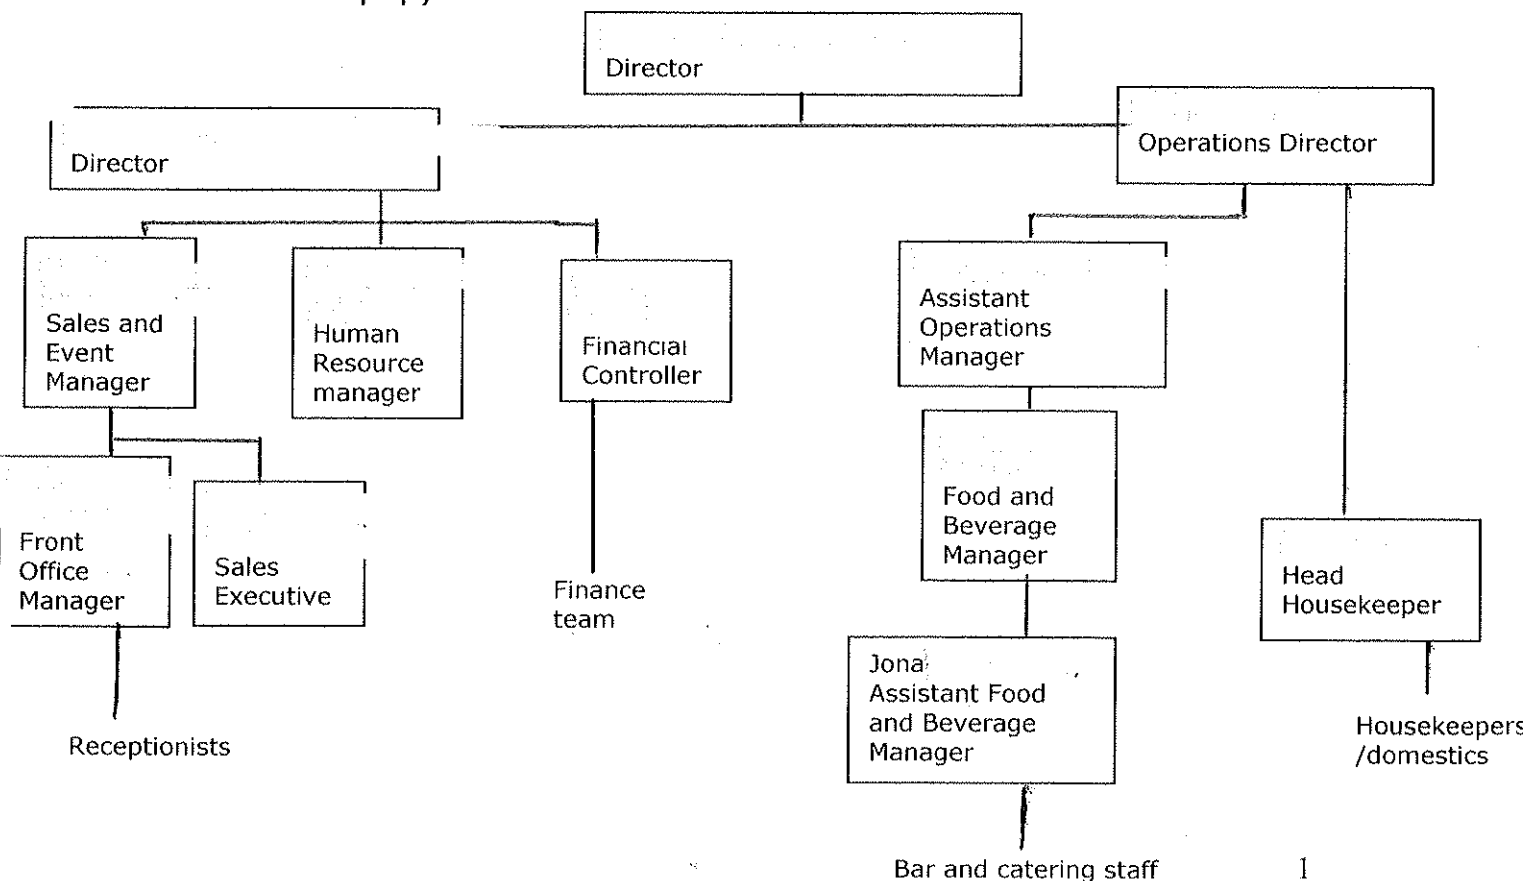 Director
Operations Director
Director
Sales and
Event
Manager
Human
Resource
manager
Financial
Controller
Assistant
Operations
Manager
Front
Office
Manager
Sales
Executive
Finance
team
Food and
Beverage
Manager
Head
Housekeeper
Jona
Assistant Food
and Beverage
Manager
Receptionists
Housekeepers
/domestics
Bar and catering staff
1